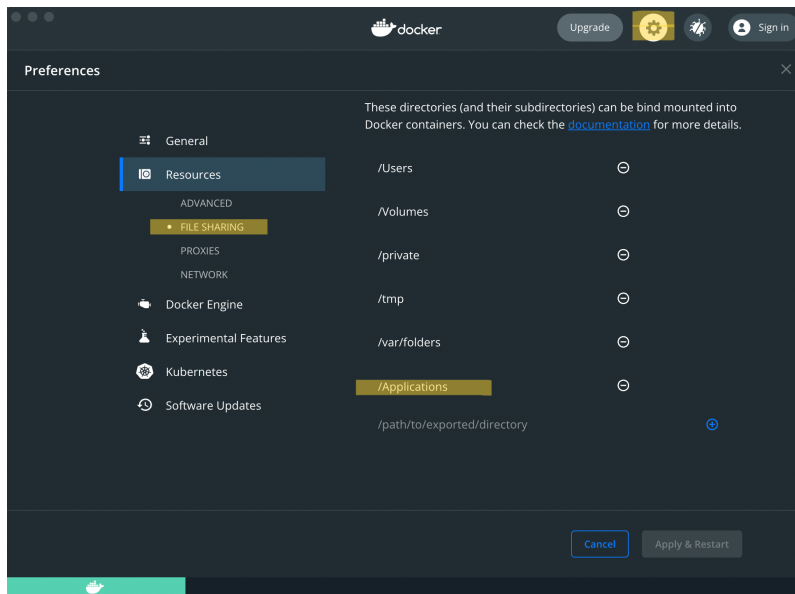 docker
Upgrade
Sign in
Preferences
These directories (and their subdirectories) can be bind mounted into
Docker containers. You can check the documentation for more details.
General
Resources
ADVANCED
FILE SHARING
PROXIES
NETWORK
Docker Engine
Experimental Features
Kubernetes
Software Updates
/Users
/Volumes
/private
/tmp
/var/folders
/Applications
/path/to/exported/directory
Cancel
Apply & Restart